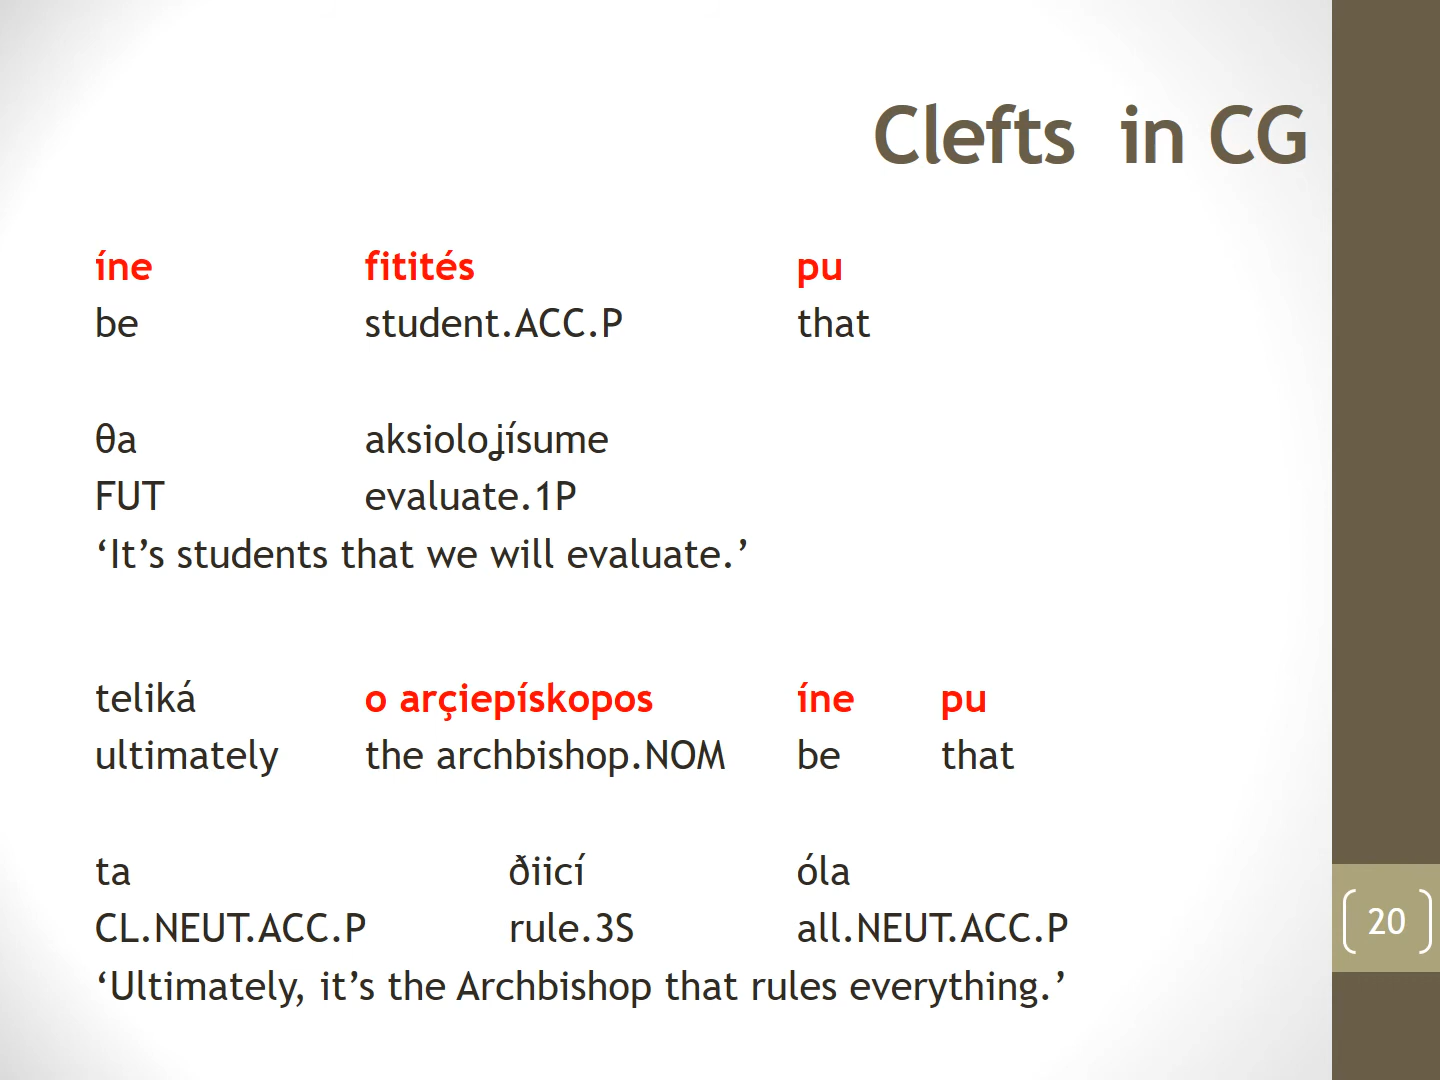 Clefts in CG
íne fitités pu
be student.ACC.P that
θa aksioloʝísume
FUT evaluate.1P
‘It’s students that we will evaluate.’
teliká o arçiepískopos íne pu
ultimately the archbishop.NOM be that
ta ðiicí óla
CL.NEUT.ACC.P rule.3S all.NEUT.ACC.P
‘Ultimately, it’s the Archbishop that rules everything.’
20